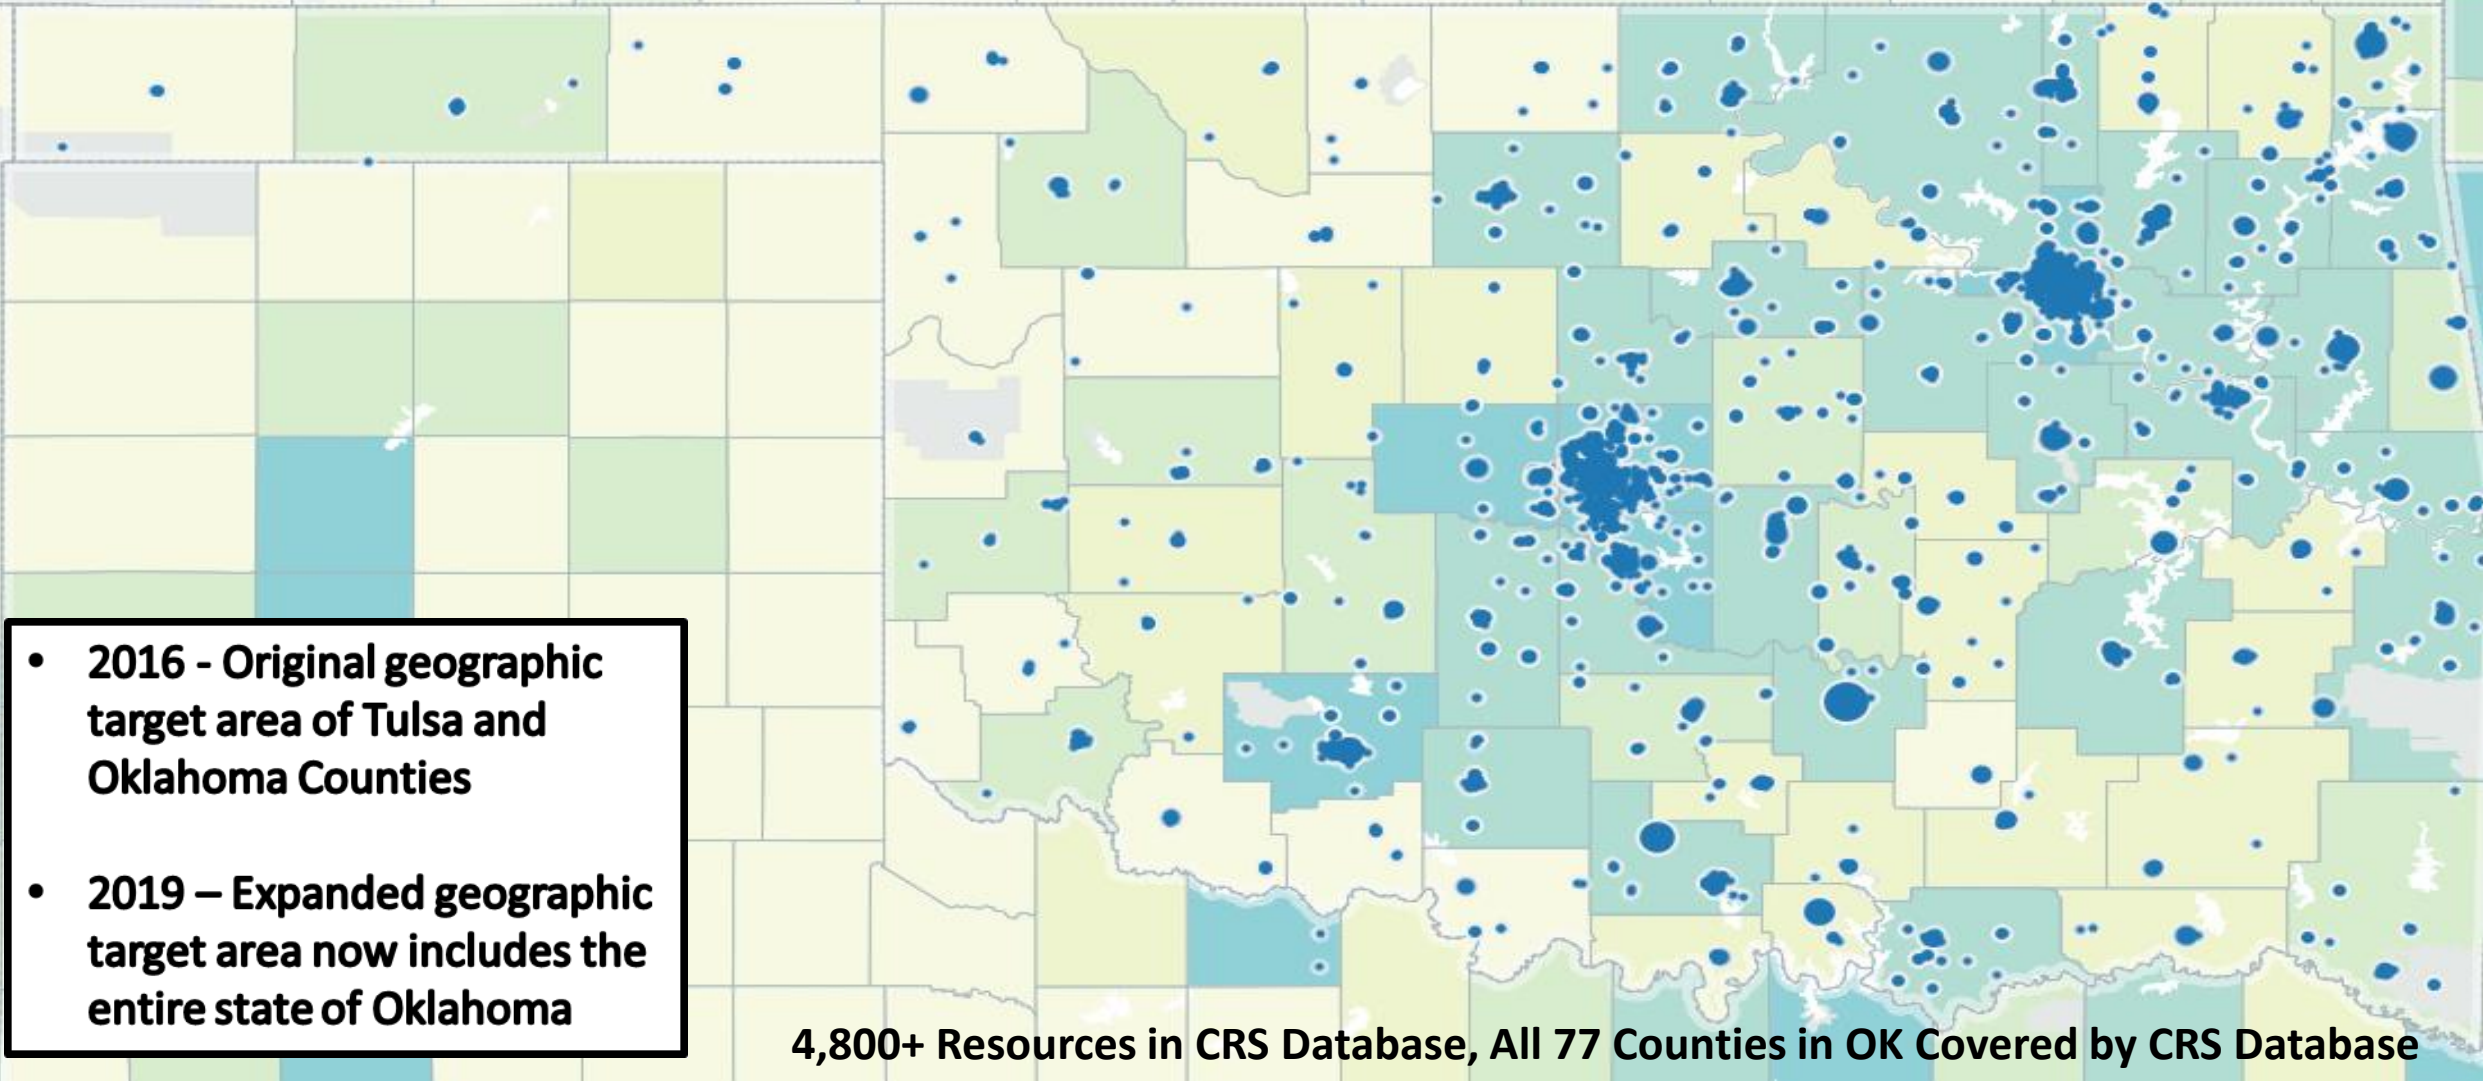 • 2016 - Original geographic
target area of Tulsa and
Oklahoma Counties
• 2019 – Expanded geographic
target area now includes the
entire state of Oklahoma
4,800+ Resources in CRS Database, All 77 Counties in OK Covered by CRS Database